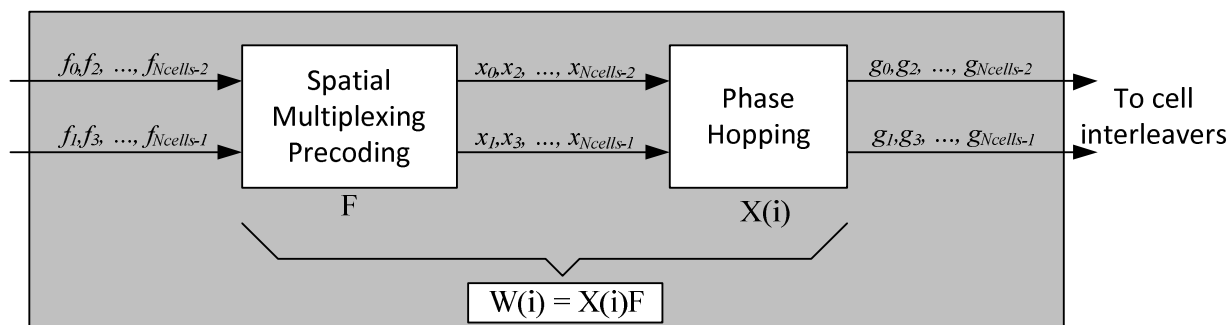 f0,f2, ..., fNcells-2
f1,f3, ..., fNcells-1
Spatial
Multiplexing
Precoding
F
x0,x2, ..., xNcells-2
x1,x3, ..., xNcells-1
Phase
Hopping
X(i)
g0,g2, ..., gNcells-2
g1,g3, ..., gNcells-1
To cell
interleavers
W(i) = X(i)F